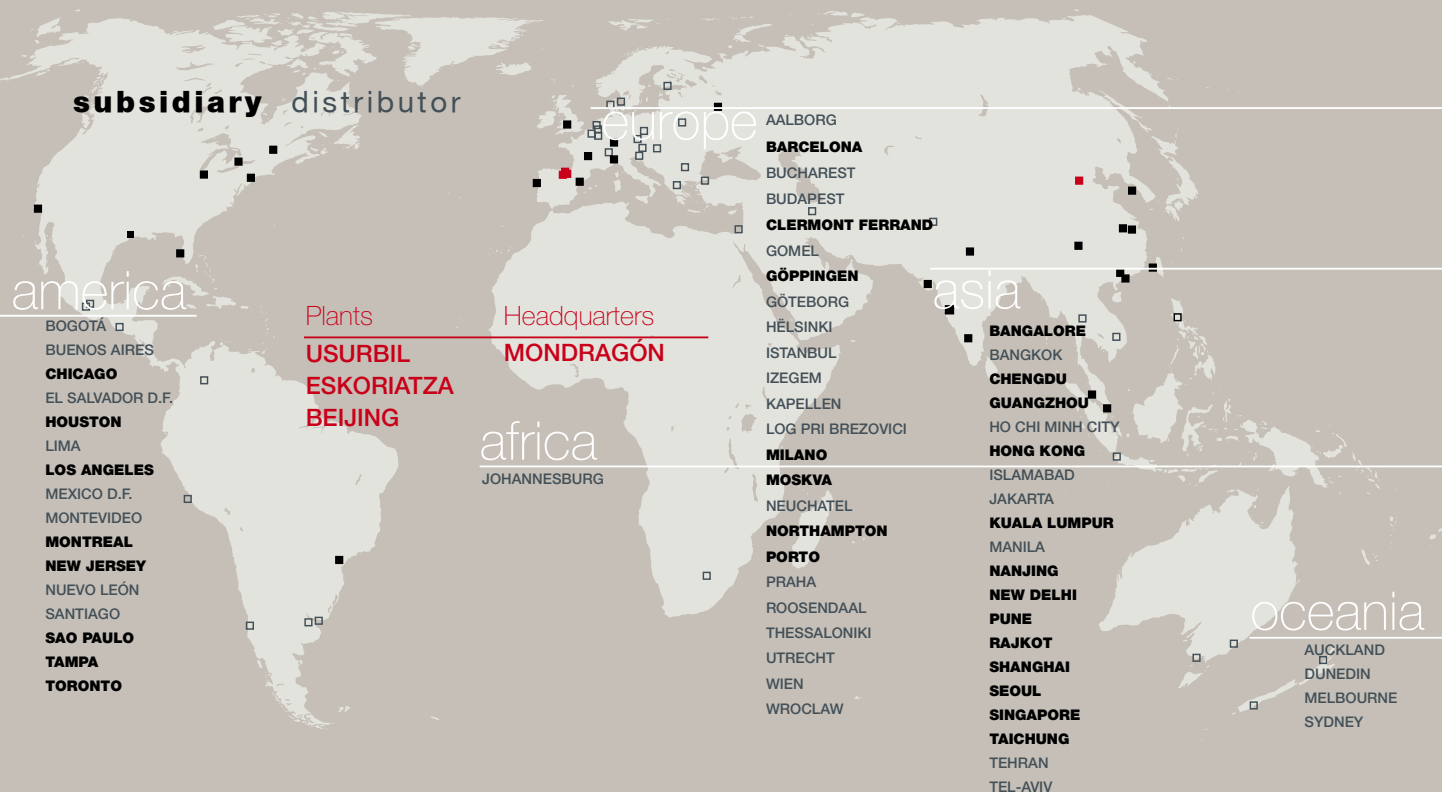 subsidiary distributor
america
BOGOTÁ
BUENOS AIRES
CHICAGO
EL SALVADOR D.F.
HOUSTON
LIMA
LOS ANGELES
MEXICO D.F.
MONTEVIDEO
MONTREAL
NEW JERSEY
NUEVO LEÓN
SANTIAGO
SAO PAULO
TAMPA
TORONTO
Plants
USURBIL
ESKORIATZA
BEIJING
Headquarters
MONDRAGÓN
africa
JOHANNESBURG
europe
AALBORG
BARCELONA
BUCHAREST
BUDAPEST
CLERMONT FERRAND
GOMEL
GÖPPINGEN
GÖTEBORG
HËLSINKI
ISTANBUL
IZEGEM
KAPELLEN
LOG PRI BREZOVICI
MILANO
MOSKVA
NEUCHATEL
NORTHAMPTON
PORTO
PRAHA
ROOSENDAAL
THESSALONIKI
UTRECHT
WIEN
WROCLAW
asia
BANGALORE
BANGKOK
CHENGDU
GUANGZHOU
HO CHI MINH CITY
HONG KONG
ISLAMABAD
JAKARTA
KUALA LUMPUR
MANILA
NANJING
NEW DELHI
PUNE
RAJKOT
SHANGHAI
SEOUL
SINGAPORE
TAICHUNG
TEHRAN
TEL-AVIV
oceania
AUCKLAND
DUNEDIN
MELBOURNE
SYDNEY